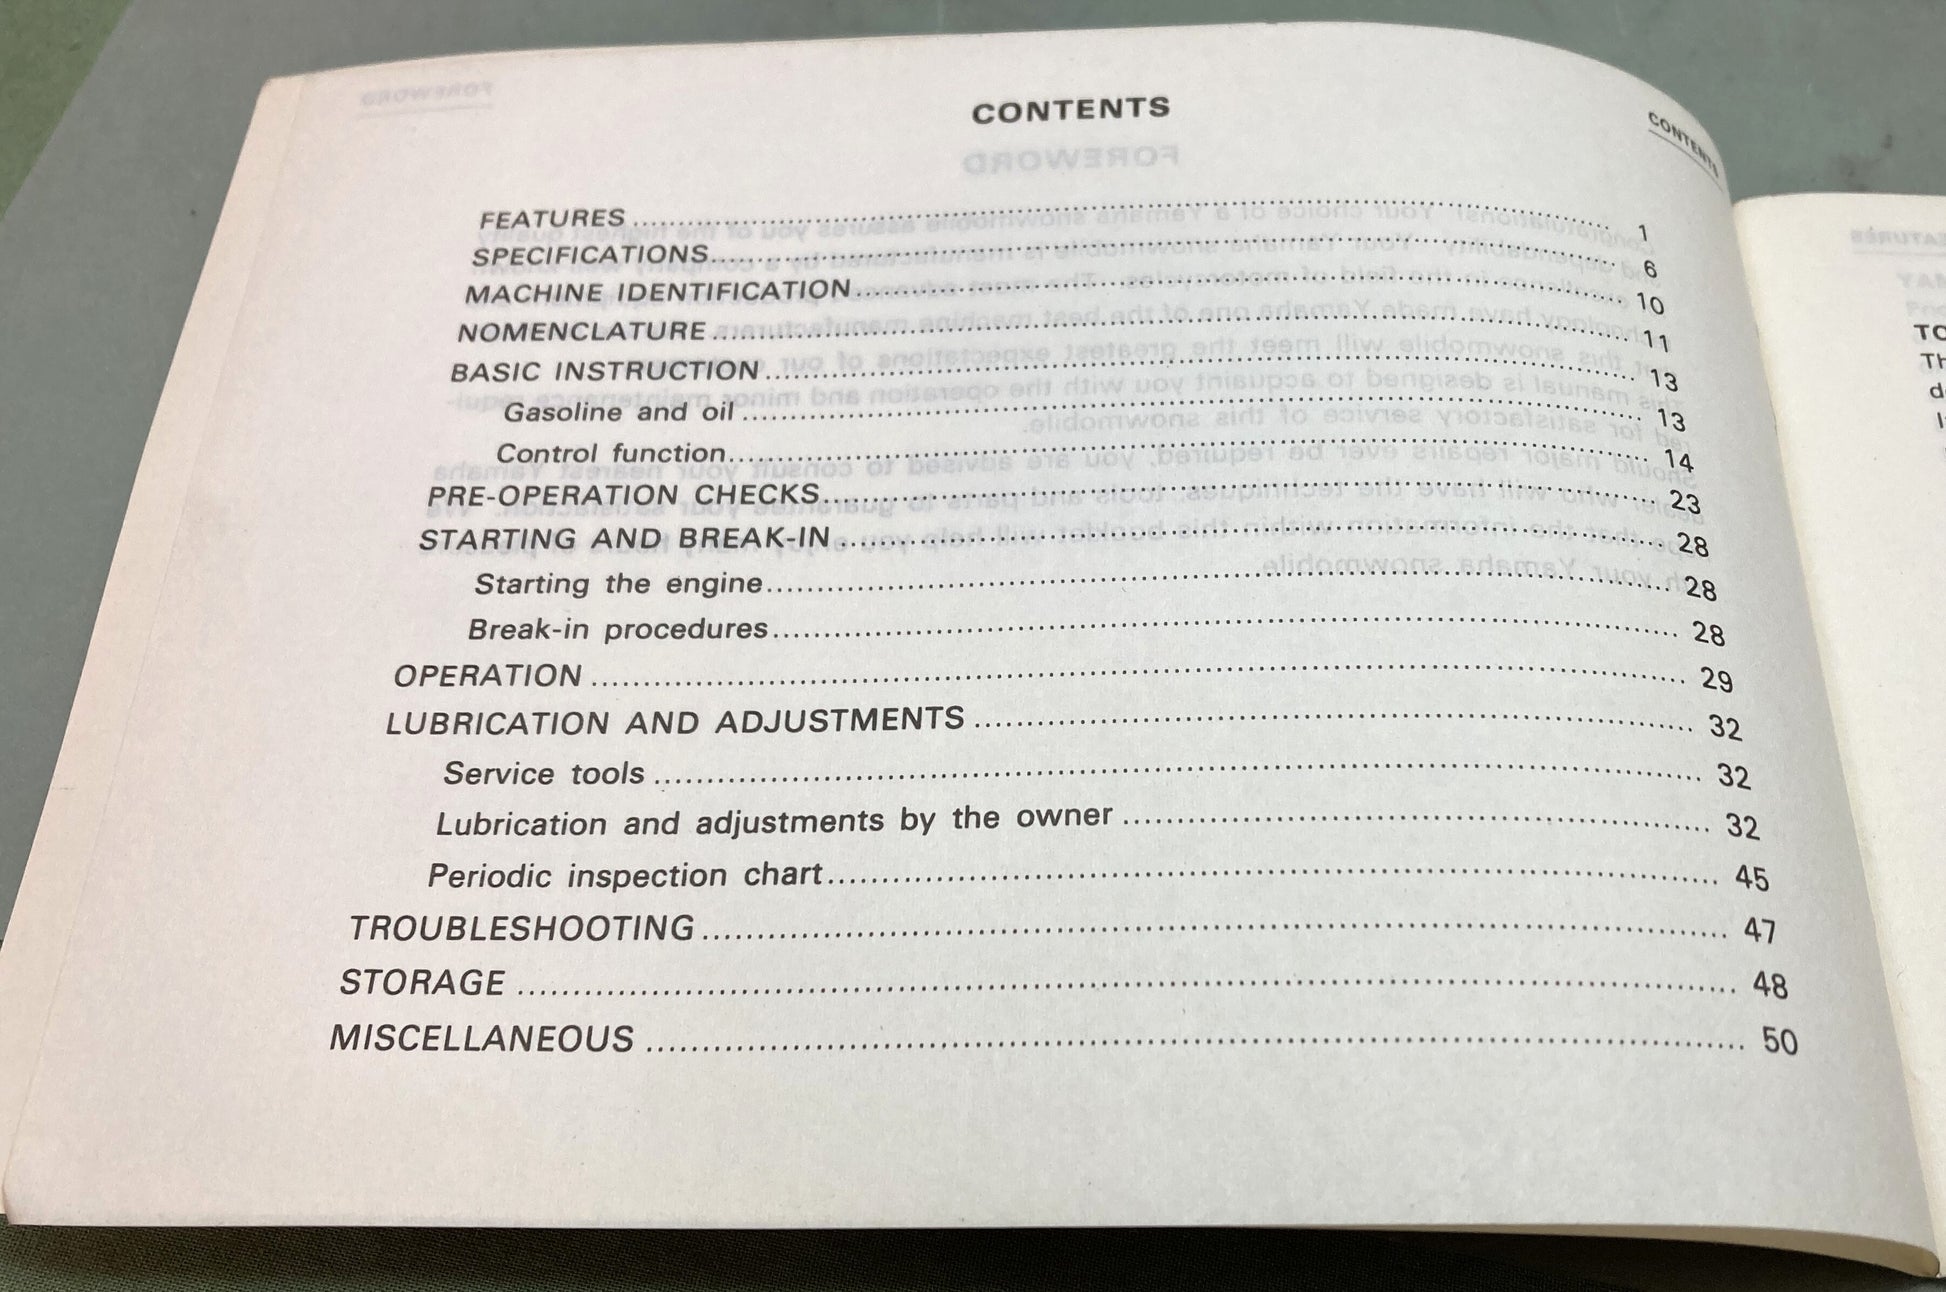 CONTENTS
CONTENTS
FEATURES 1
SPECIFICATIONS 6
MACHINE IDENTIFICATION 10
NOMENCLATURE 11
BASIC INSTRUCTION 13
Gasoline and oil 13
Control function 14
PRE-OPERATION CHECKS 23
STARTING AND BREAK-IN 28
Starting the engine 28
Break-in procedures 28
OPERATION 29
LUBRICATION AND ADJUSTMENTS 32
Service tools 32
Lubrication and adjustments by the owner 32
Periodic inspection chart 45
TROUBLESHOOTING 47
STORAGE 48
MISCELLANEOUS 50
FOREWORD
FOREWORD